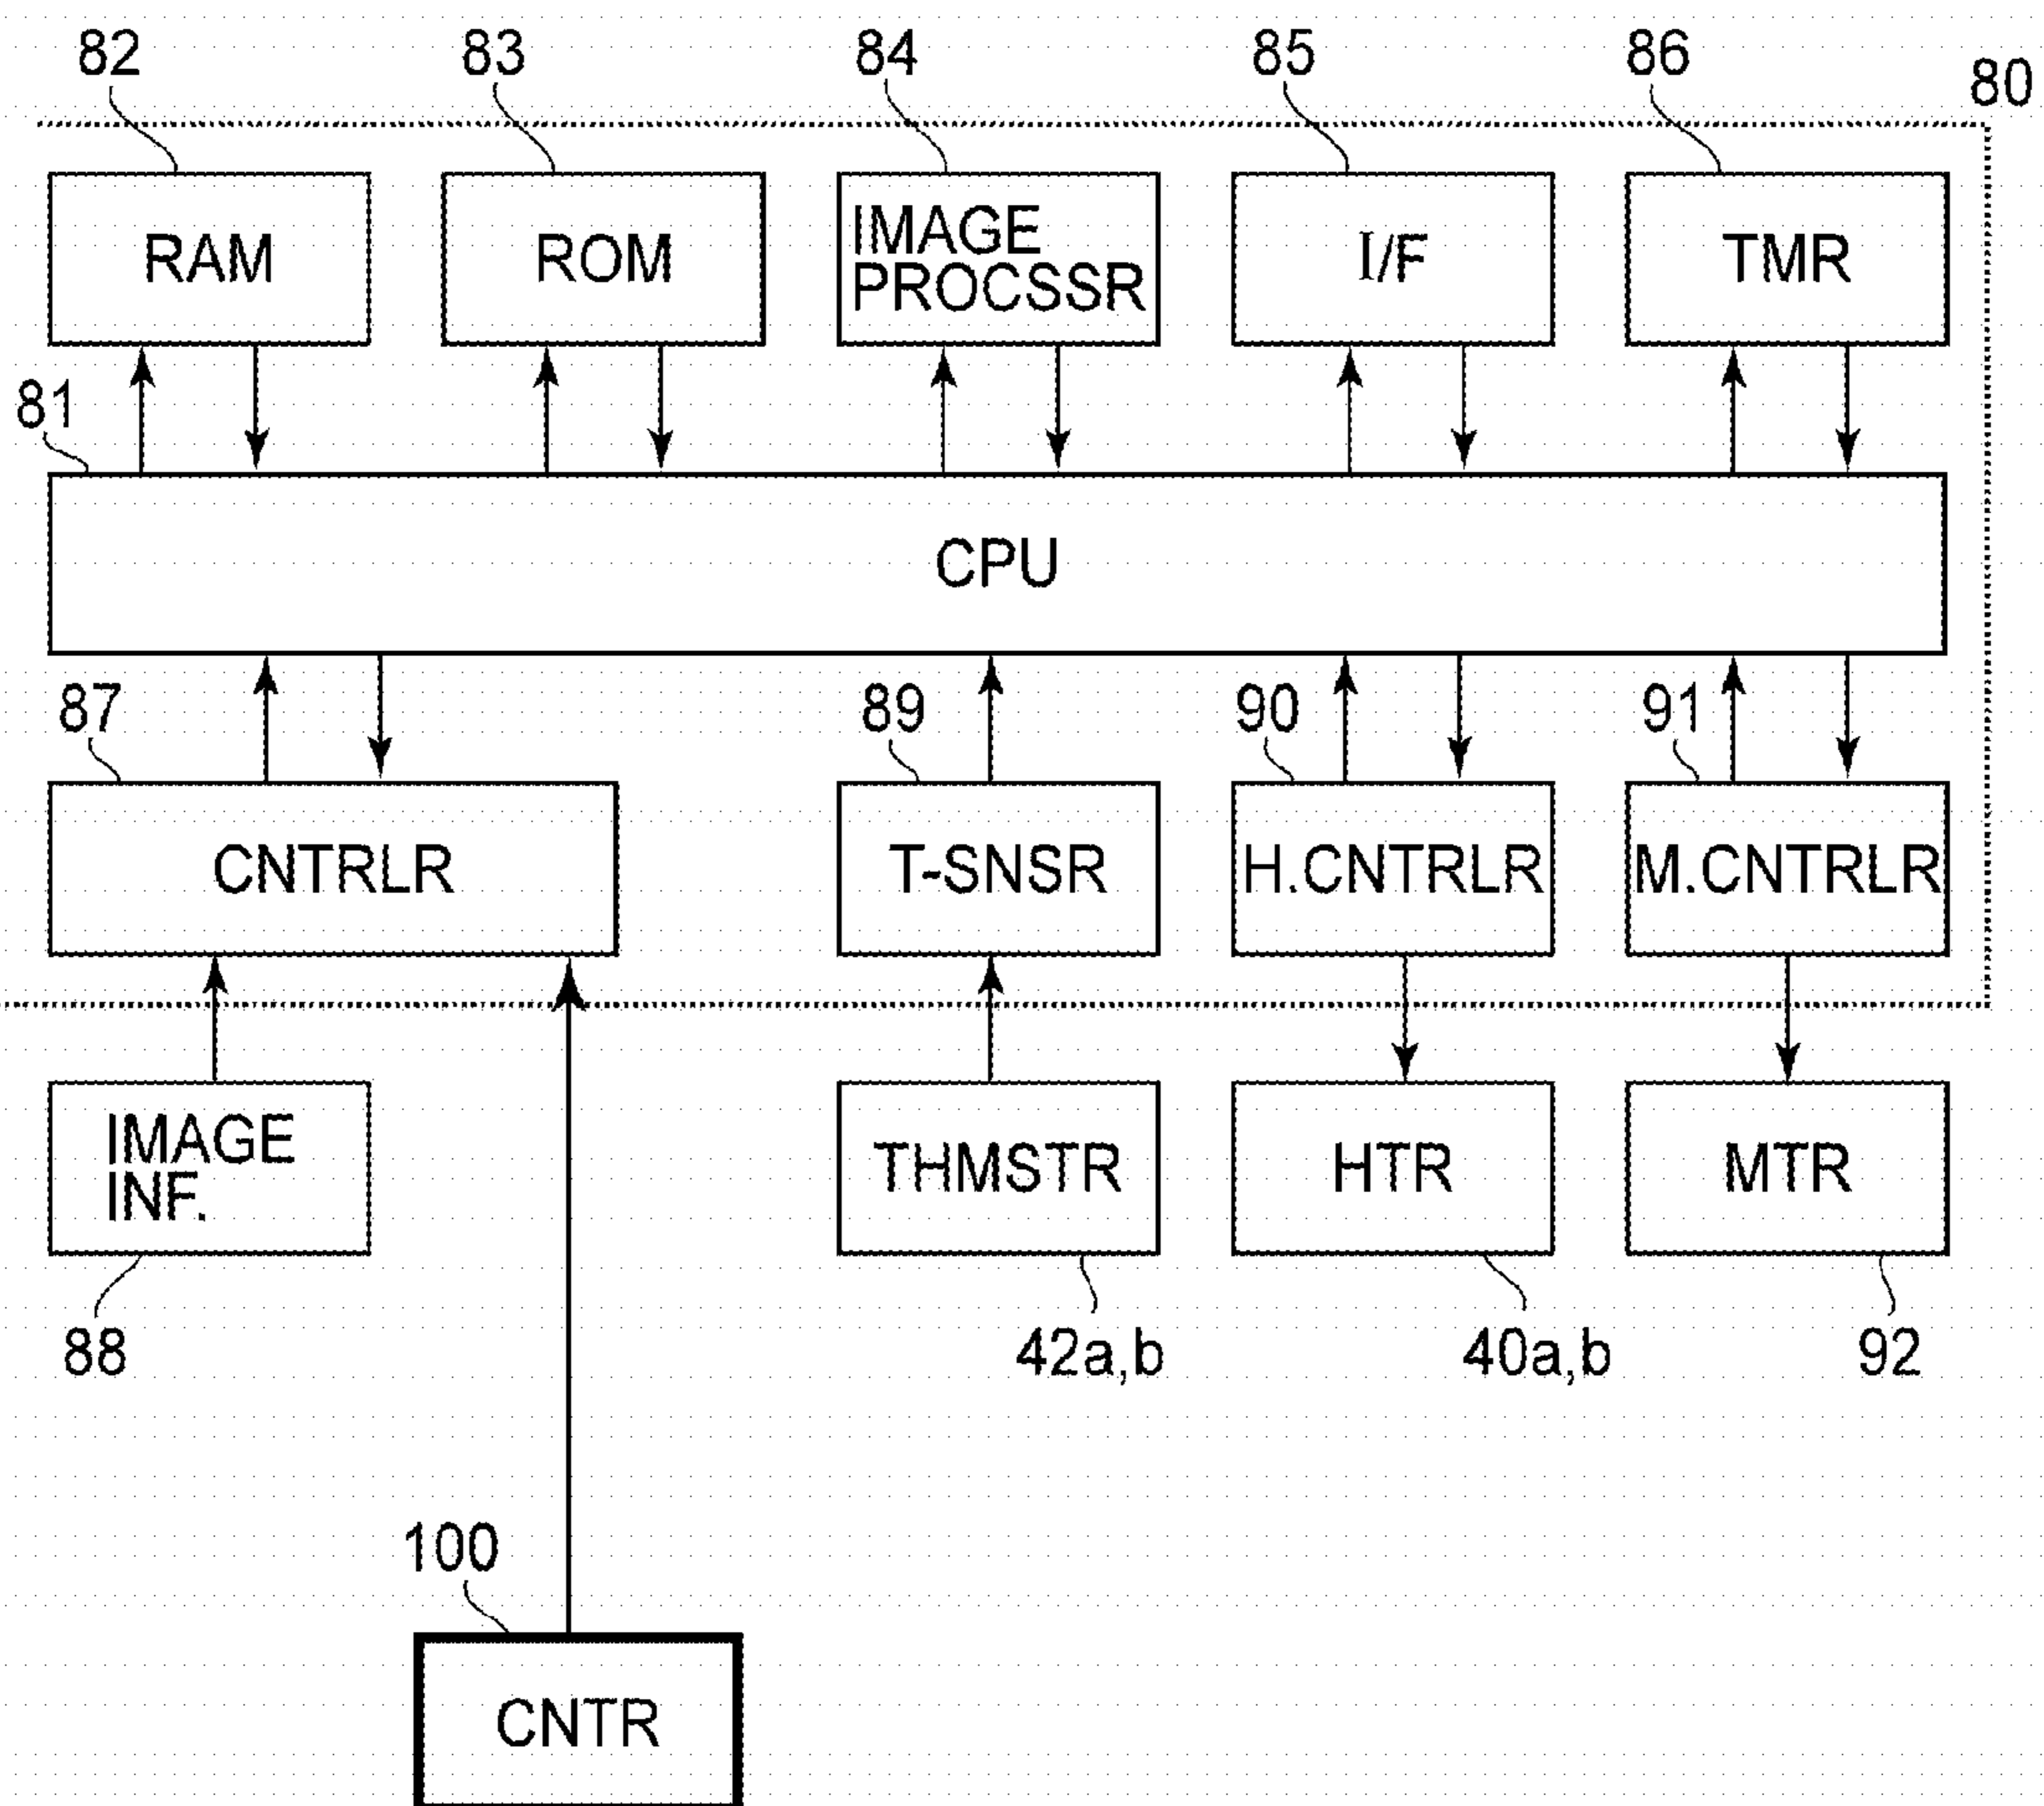 82
83
84
85
86
80
RAM
ROM
IMAGE
PROCSSR
I/F
TMR
81
CPU
87
89
90
91
CNTRLR
T-SNSR
H.CNTRLR
M.CNTRLR
IMAGE
INF.
THMSTR
HTR
MTR
88
42a,b
40a,b
92
100
CNTR